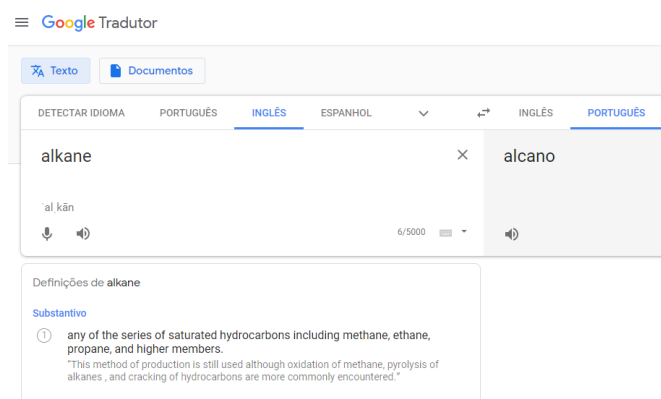 Google Tradutor
Texto Documentos
DETECTAR IDIOMA PORTUGUÊS INGLÊS ESPANHOL INGLÊS PORTUGUÊS
alkane alcano
ˈalˌkān
6/5000
Definições de alkane
Substantivo
1 any of the series of saturated hydrocarbons including methane, ethane,
propane, and higher members.
"This method of production is still used although oxidation of methane, pyrolysis of
alkanes , and cracking of hydrocarbons are more commonly encountered."